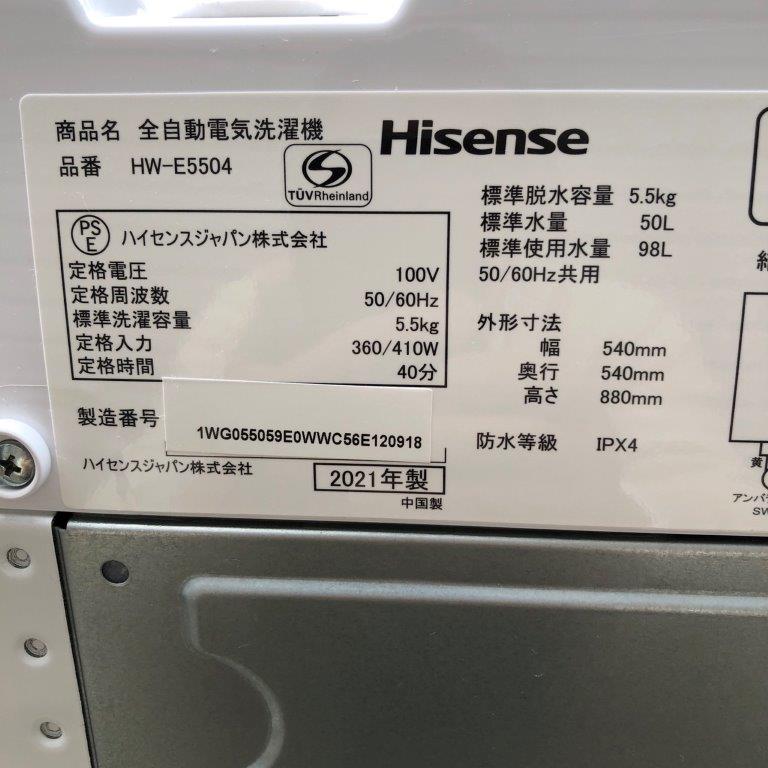 商品名 全自動電気洗濯機
品番 HW-E5504
TÜVRheinland
Hisense
PS
E
ハイセンスジャパン株式会社
定格電圧 100V
定格周波数 50/60Hz
標準洗濯容量 5.5kg
定格入力 360/410W
定格時間 40分
製造番号 1WG055059E0WWC56E120918
ハイセンスジャパン株式会社
2021年製
中国製
標準脱水容量 5.5kg
標準水量 50L
標準使用水量 98L
50/60Hz共用
外形寸法
幅 540mm
奥行 540mm
高さ 880mm
防水等級 IPX4
黄
アンバ
SW